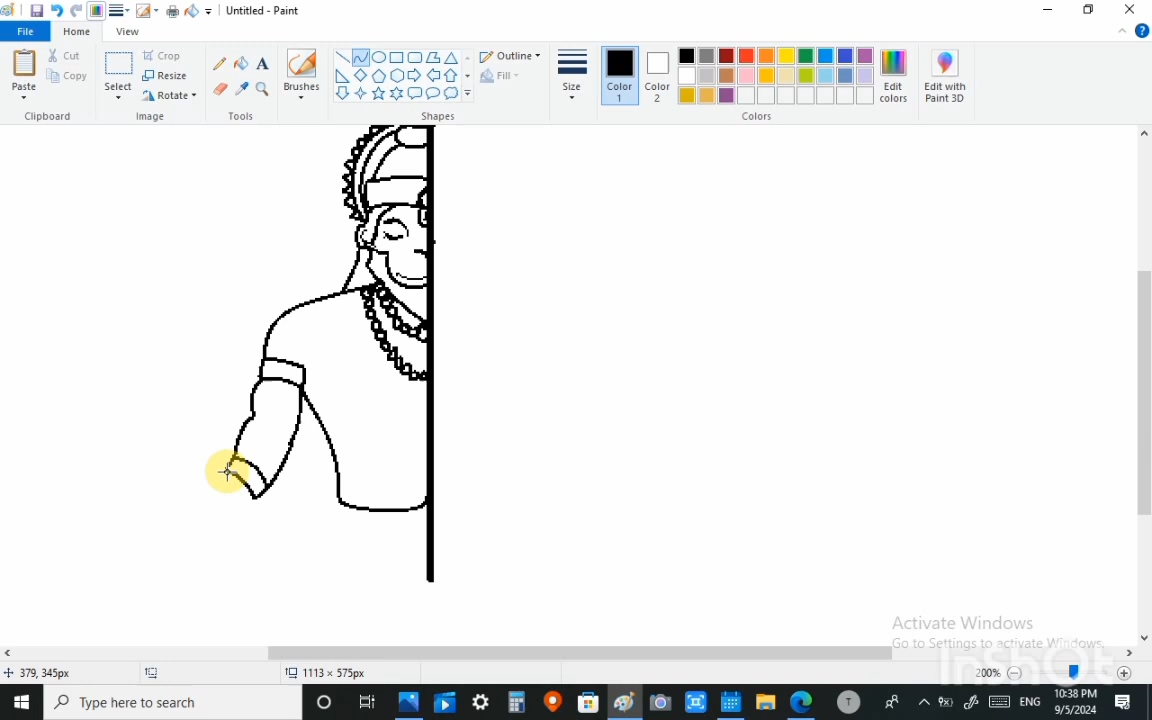 Untitled - Paint
File
Home
View
Paste
Cut
Copy
Clipboard
Select
Crop
Resize
Rotate
Image
A
Tools
Brushes
Outline
Fill
Shapes
Size
Color 1
Color 2
Edit colors
Edit with Paint 3D
Colors
Activate Windows
Go to Settings to activate Windows.
InShOt
379, 345px
1113 × 575px
200%
Type here to search
T
ENG
10:38 PM
9/5/2024